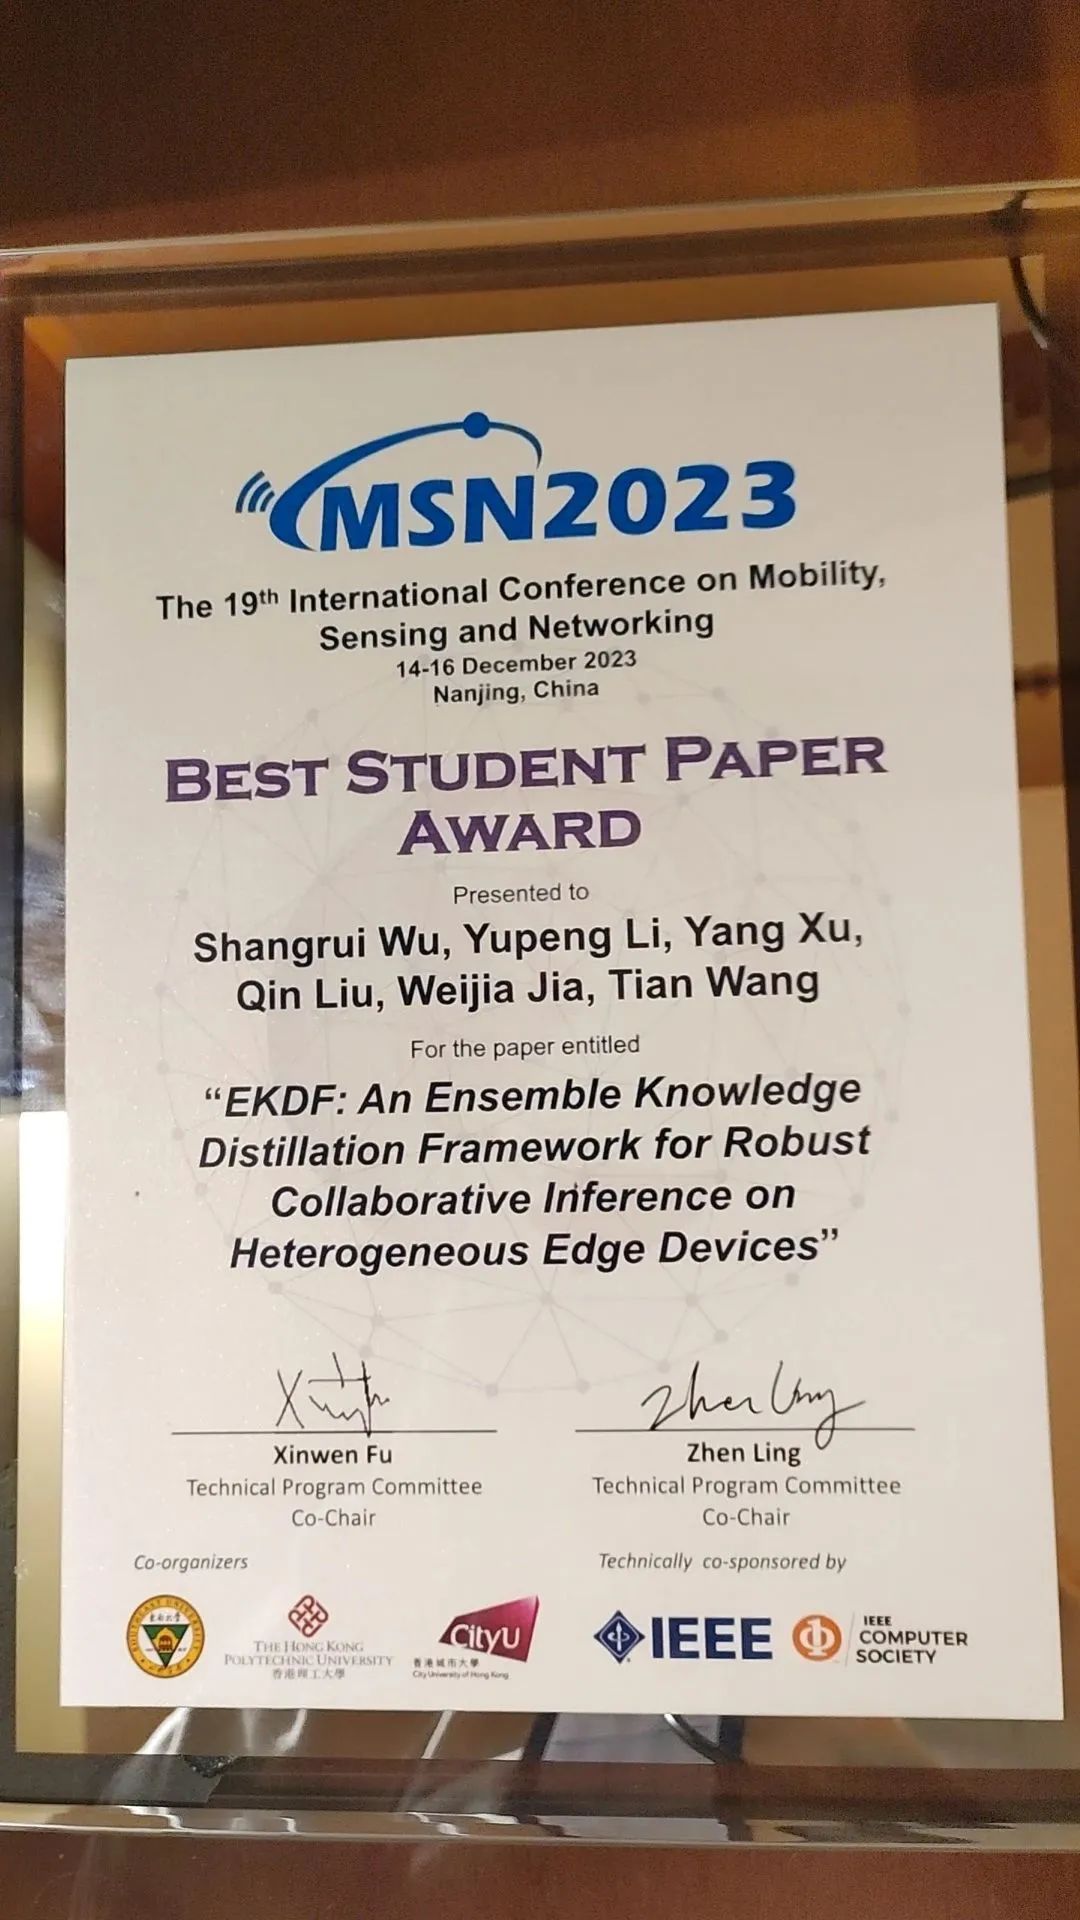 MSN2023
The 19th International Conference on Mobility,
Sensing and Networking
14-16 December 2023
Nanjing, China
BEST STUDENT PAPER
AWARD
Presented to
Shangrui Wu, Yupeng Li, Yang Xu,
Qin Liu, Weijia Jia, Tian Wang
For the paper entitled
“EKDF: An Ensemble Knowledge
Distillation Framework for Robust
Collaborative Inference on
Heterogeneous Edge Devices”
Xinwen Fu
Zhen Ling
Technical Program Committee
Technical Program Committee
Co-Chair
Co-Chair
Co-organizers
Technically co-sponsored by
SOUTHEAST UNIVERSITY
THE HONG KONG
POLYTECHNIC UNIVERSITY
香港理工大學
CityU
香港城市大學
City University of Hong Kong
IEEE
IEEE
COMPUTER
SOCIETY